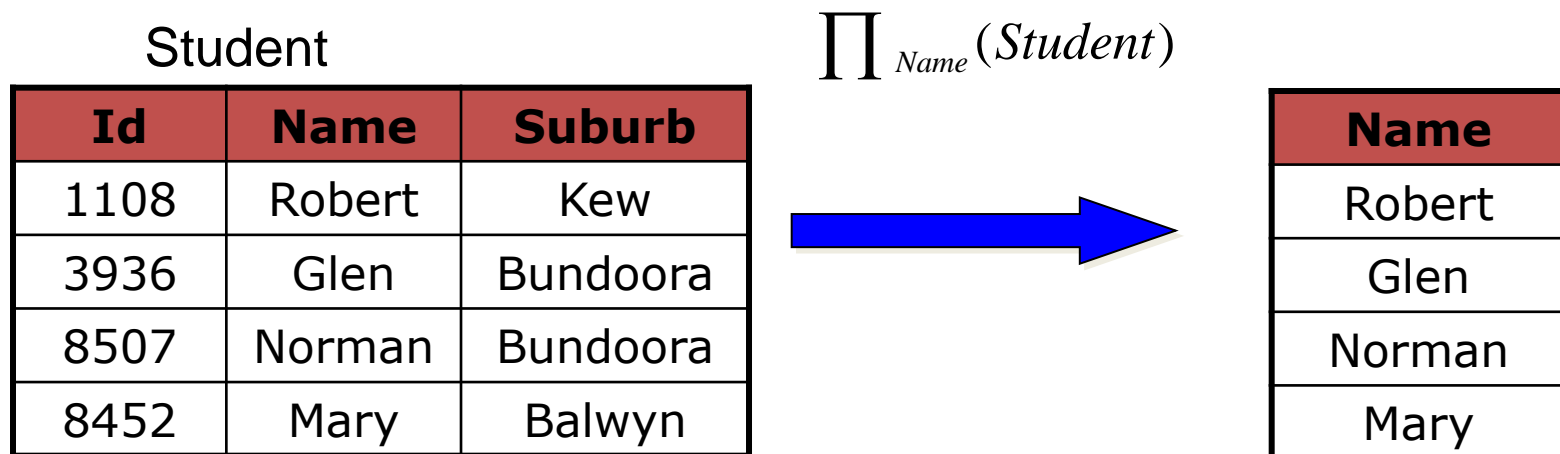 Student
∏ Name (Student)
Id Name Suburb
1108 Robert Kew
3936 Glen Bundoora
8507 Norman Bundoora
8452 Mary Balwyn
Name
Robert
Glen
Norman
Mary